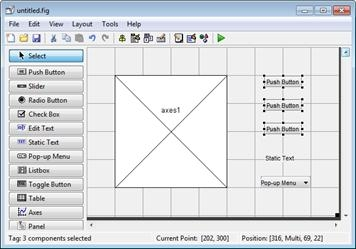 untitled.fig
File Edit View Layout Tools Help
Select
Push Button
Slider
Radio Button
Check Box
Edit Text
Static Text
Pop-up Menu
Listbox
Toggle Button
Table
Axes
Panel
axes1
Push Button
Push Button
Push Button
Static Text
Pop-up Menu
Tag: 3 components selected Current Point: [202, 300] Position: [316, Multi, 69, 22]